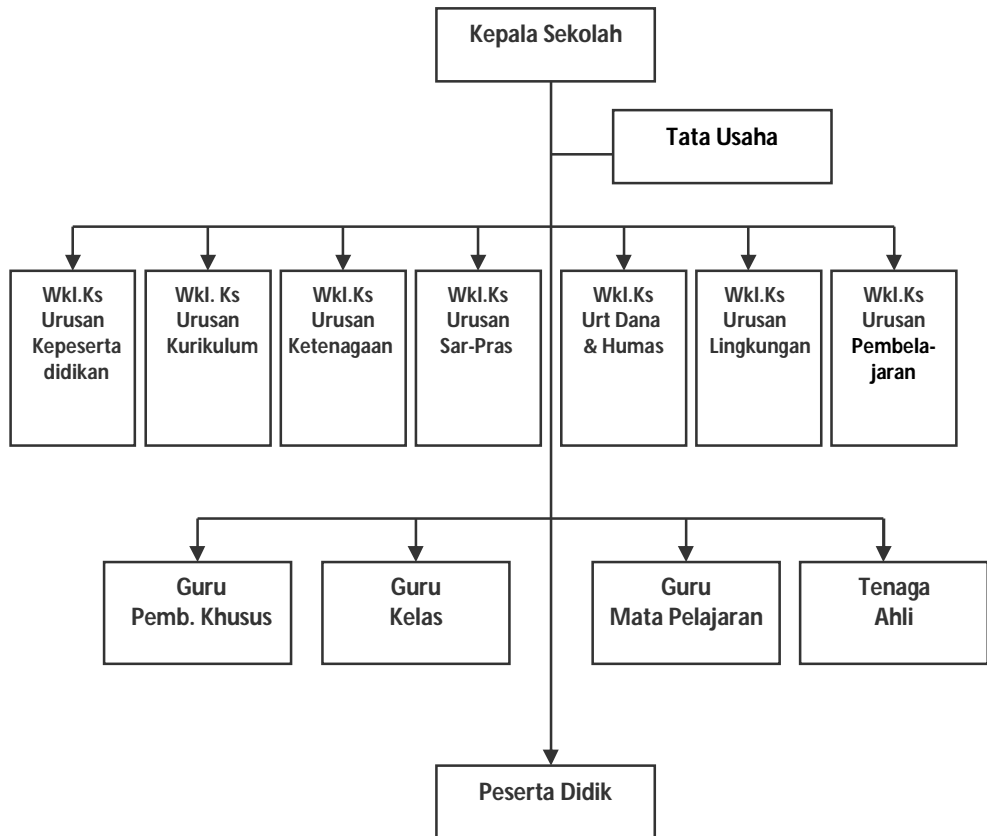 Kepala Sekolah
Tata Usaha
Wkl.Ks
Urusan
Kepeserta
didikan
Wkl. Ks
Urusan
Kurikulum
Wkl.Ks
Urusan
Ketenagaan
Wkl.Ks
Urusan
Sar-Pras
Wkl.Ks
Urt Dana
& Humas
Wkl.Ks
Urusan
Lingkungan
Wkl.Ks
Urusan
Pembela-
jaran
Guru
Pemb. Khusus
Guru
Kelas
Guru
Mata Pelajaran
Tenaga
Ahli
Peserta Didik